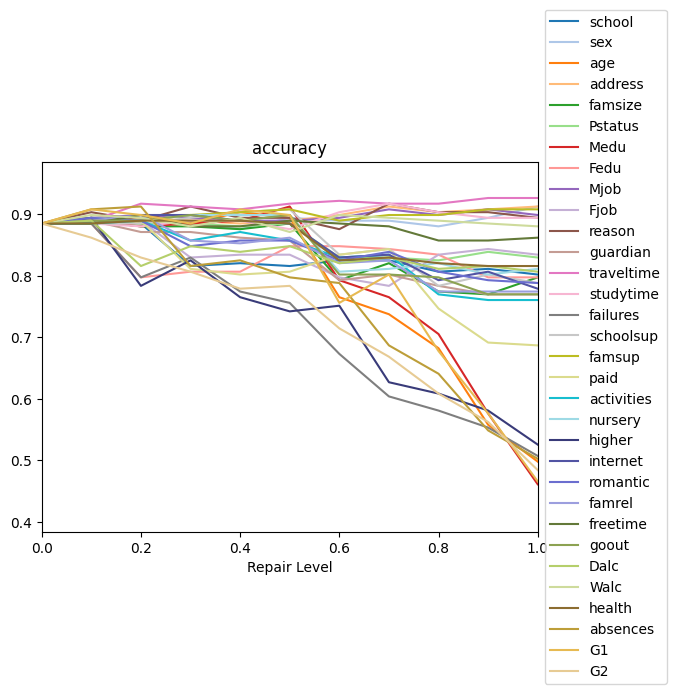 accuracy
0.9
0.8
0.7
0.6
0.5
0.4
0.0 0.2 0.4 0.6 0.8 1.0
Repair Level
school
sex
age
address
famsize
Pstatus
Medu
Fedu
Mjob
Fjob
reason
guardian
traveltime
studytime
failures
schoolsup
famsup
paid
activities
nursery
higher
internet
romantic
famrel
freetime
goout
Dalc
Walc
health
absences
G1
G2